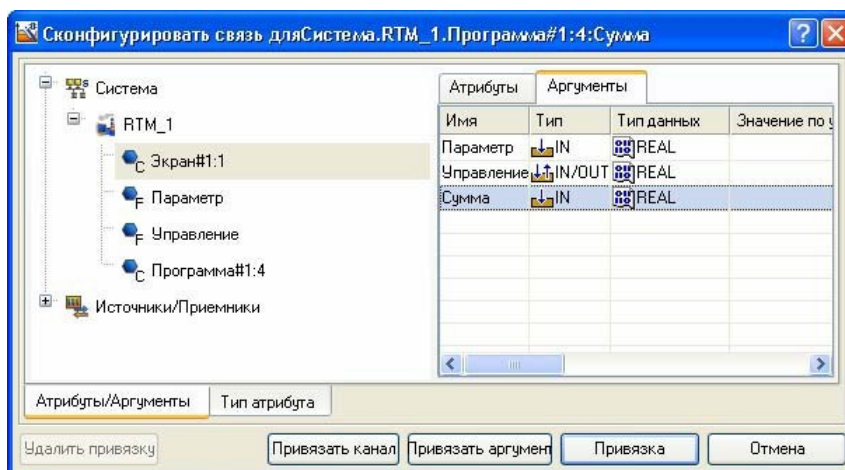 Сконфигурировать связь дляСистема.RTM_1.Программа#1:4:Сумма
Система
RTM_1
Экран#1:1
Параметр
Управление
Программа#1:4
Источники/Приемники
Атрибуты Аргументы
Имя Тип Тип данных Значение по у
Параметр IN REAL
Управление IN/OUT REAL
Сумма IN REAL
Атрибуты/Аргументы Тип атрибута
Удалить привязку Привязать канал Привязать аргумент Привязка Отмена